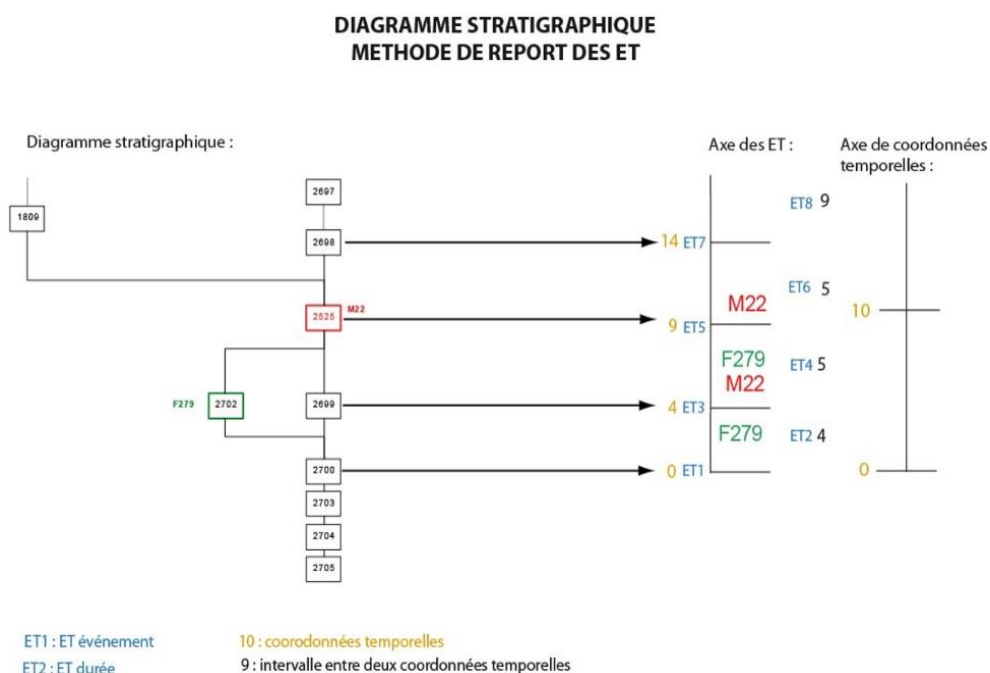 DIAGRAMME STRATIGRAPHIQUE
METHODE DE REPORT DES ET
Diagramme stratigraphique :
Axe des ET :
Axe de coordonnées
temporelles :
2697
ET8 9
1809
2698
14 ET7
ET6 5
M22
10
2525
M22
9 ET5
F279
ET4 5
M22
F279
2702
2699
4 ET3
F279
ET2 4
2700
0 ET1
0
2703
2704
2705
ET1 : ET événement
10 : coorodonnées temporelles
ET2 : ET durée
9 : intervalle entre deux coordonnées temporelles